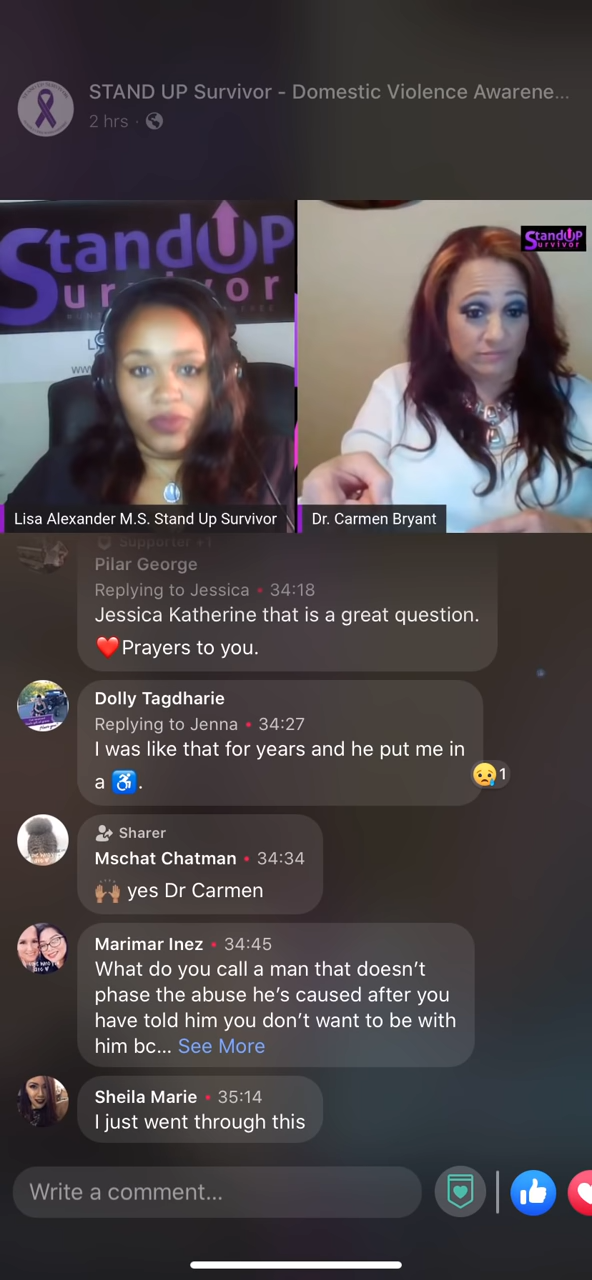 STAND UP Survivor - Domestic Violence Awarene...
2 hrs
StandUP
Survivor
www.
StandUP
Survivor
Lisa Alexander M.S. Stand Up Survivor
Dr. Carmen Bryant
Supporter +1
Pilar George
Replying to Jessica • 34:18
Jessica Katherine that is a great question.
❤️Prayers to you.
Dolly Tagdharie
Replying to Jenna • 34:27
I was like that for years and he put me in
a ♿.
😢 1
Sharer
Mschat Chatman • 34:34
🙌🏽 yes Dr Carmen
Marimar Inez • 34:45
What do you call a man that doesn't
phase the abuse he's caused after you
have told him you don't want to be with
him bc... See More
Sheila Marie • 35:14
I just went through this
Write a comment...